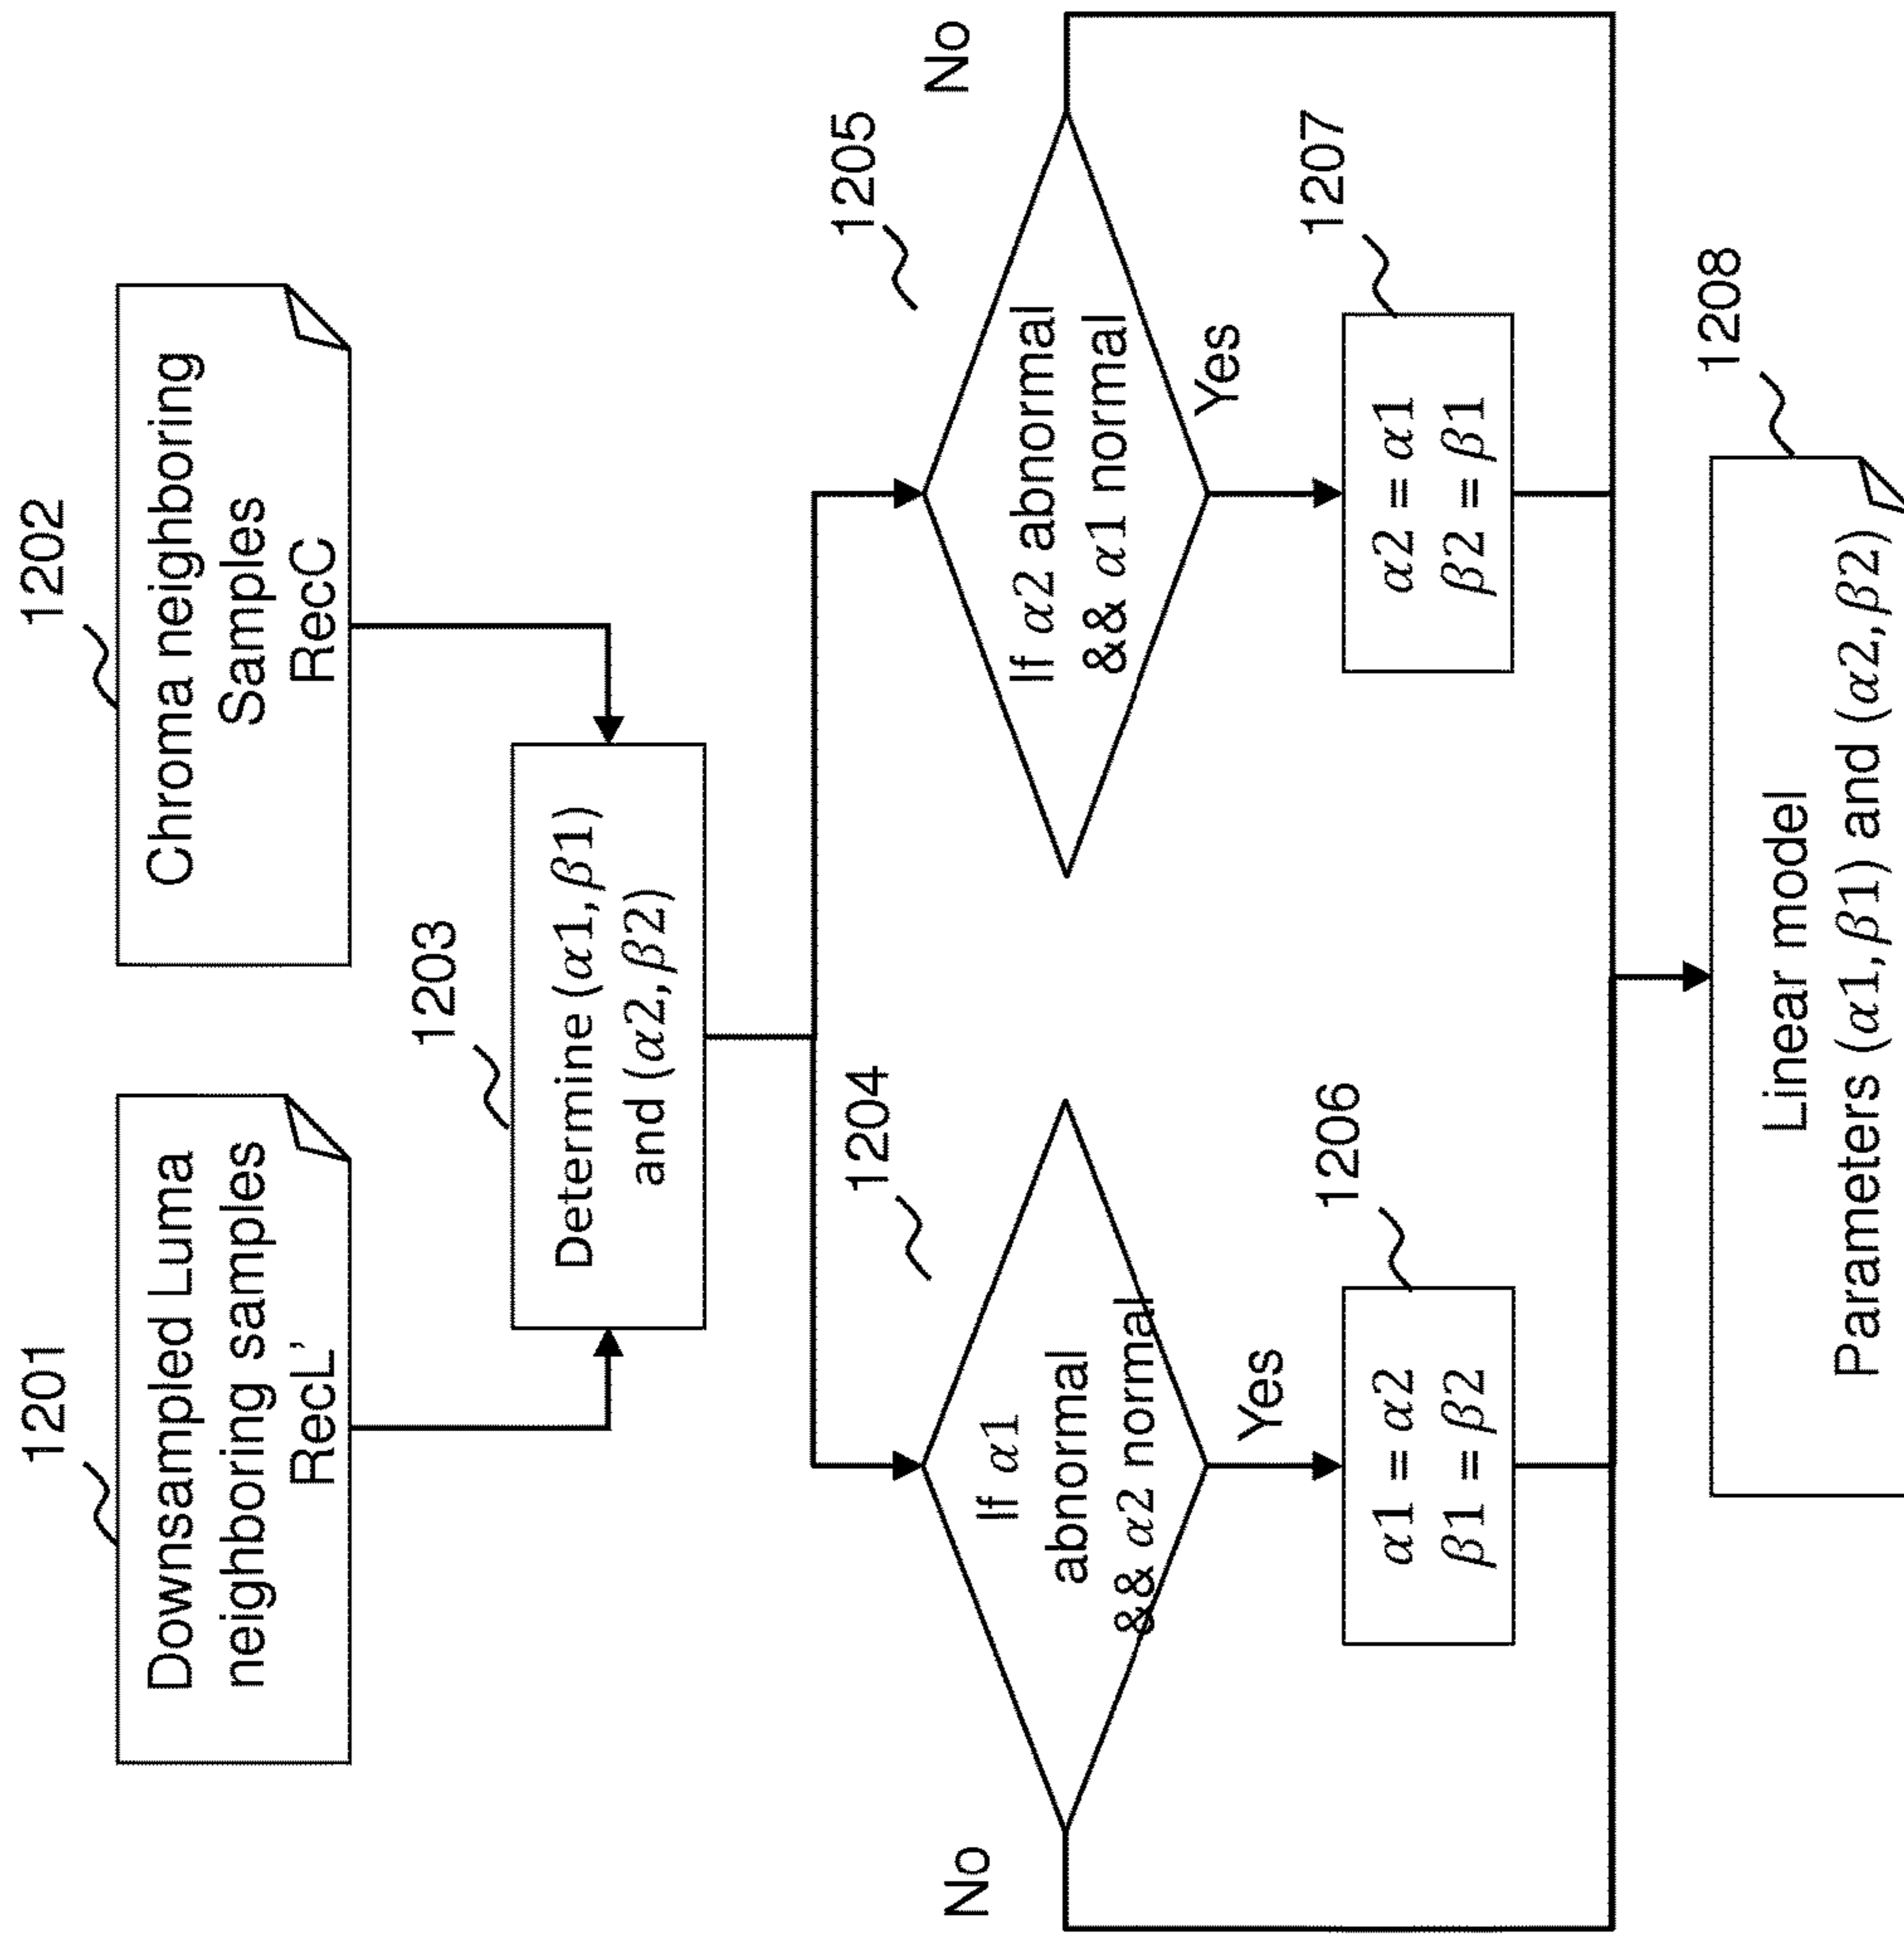 1201
Downsampled Luma
neighboring samples
RecL'
1202
Chroma neighboring
Samples
RecC
1203
Determine (α1,β1)
and (α2,β2)
1204
If α1
abnormal
&& α2 normal
No
Yes
1205
If α2 abnormal
&& α1 normal
No
Yes
1206
α1 = α2
β1 = β2
1207
α2 = α1
β2 = β1
1208
Linear model
Parameters (α1,β1) and (α2,β2)